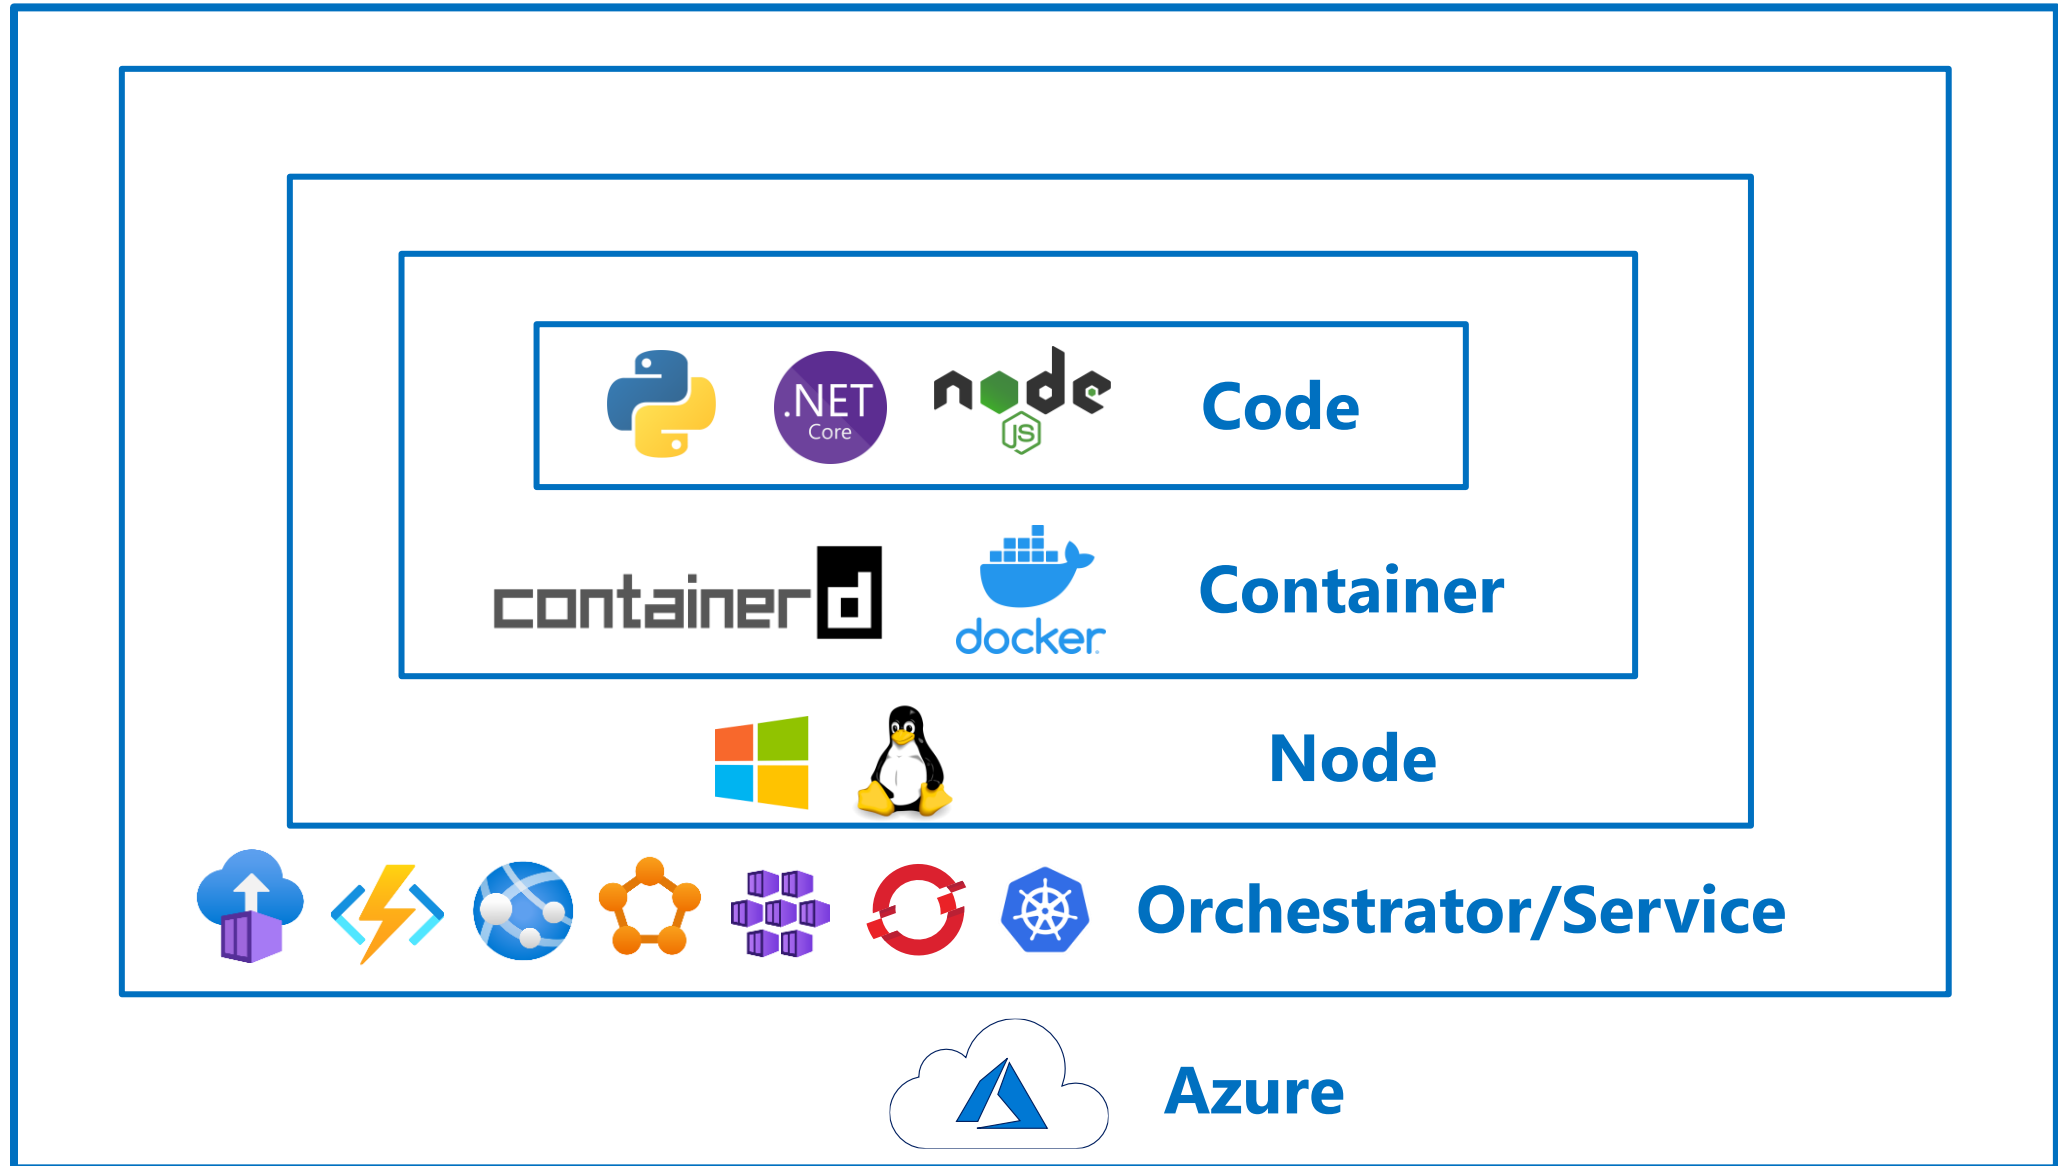 .NET
Core
node
JS
Code
containerd
docker
Container
Node
Orchestrator/Service
Azure